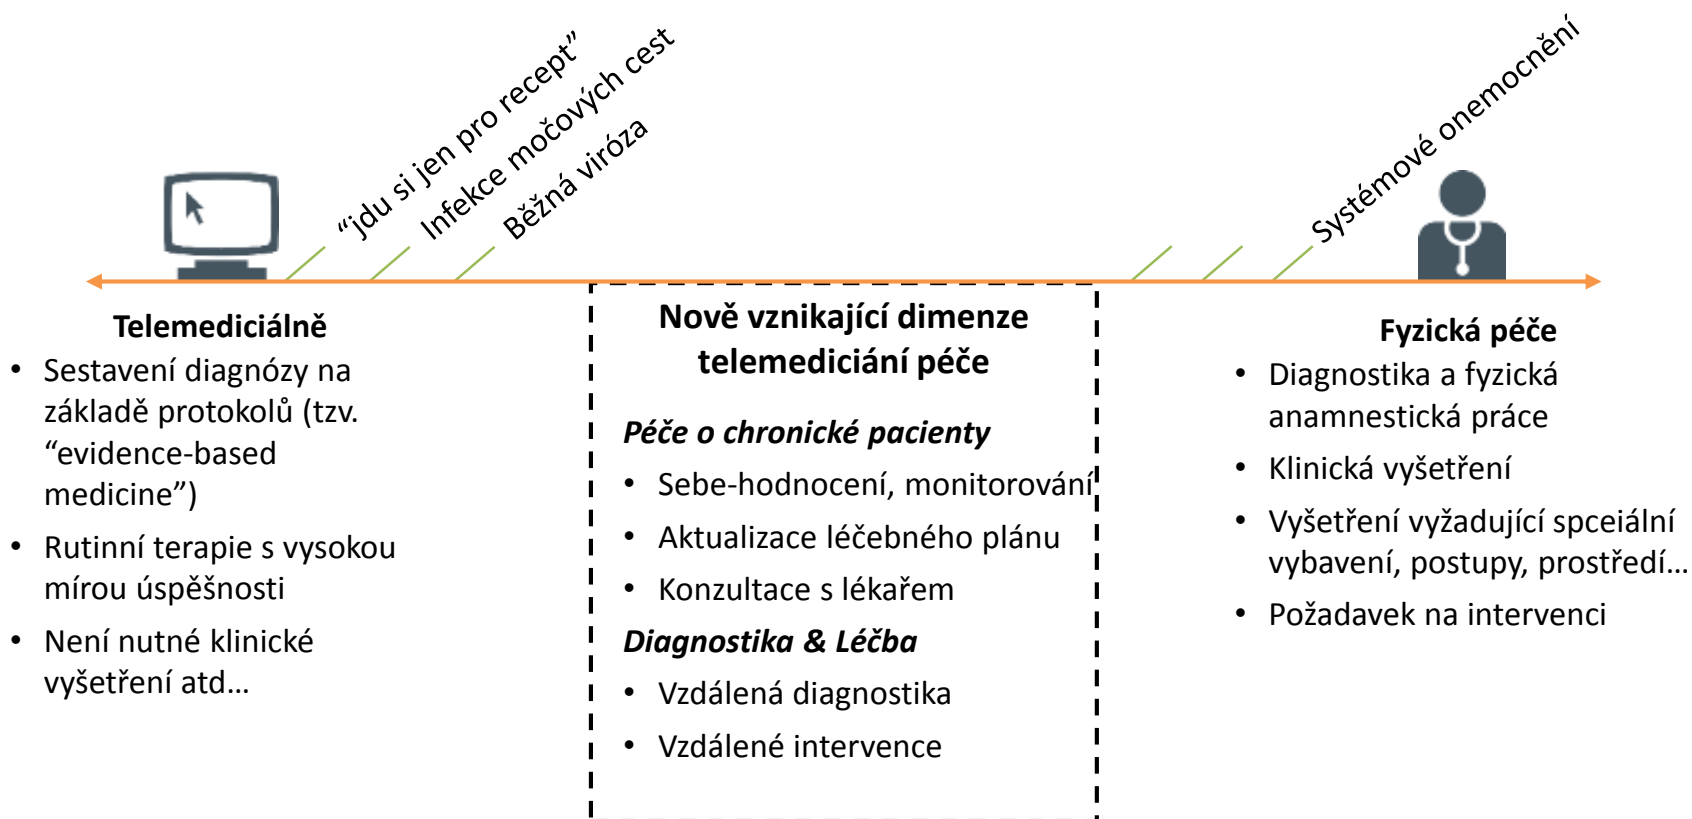 “jdu si jen pro recept”
Infekce močových cest
Běžná viróza
Systémové onemocnění
Telemediciálně
• Sestavení diagnózy na
základě protokolů (tzv.
“evidence-based
medicine”)
• Rutinní terapie s vysokou
mírou úspěšnosti
• Není nutné klinické
vyšetření atd…
Nově vznikající dimenze
telemediciání péče
Péče o chronické pacienty
• Sebe-hodnocení, monitorování
• Aktualizace léčebného plánu
• Konzultace s lékařem
Diagnostika & Léčba
• Vzdálená diagnostika
• Vzdálené intervence
Fyzická péče
• Diagnostika a fyzická
anamnestická práce
• Klinická vyšetření
• Vyšetření vyžadující spceiální
vybavení, postupy, prostředí…
• Požadavek na intervenci